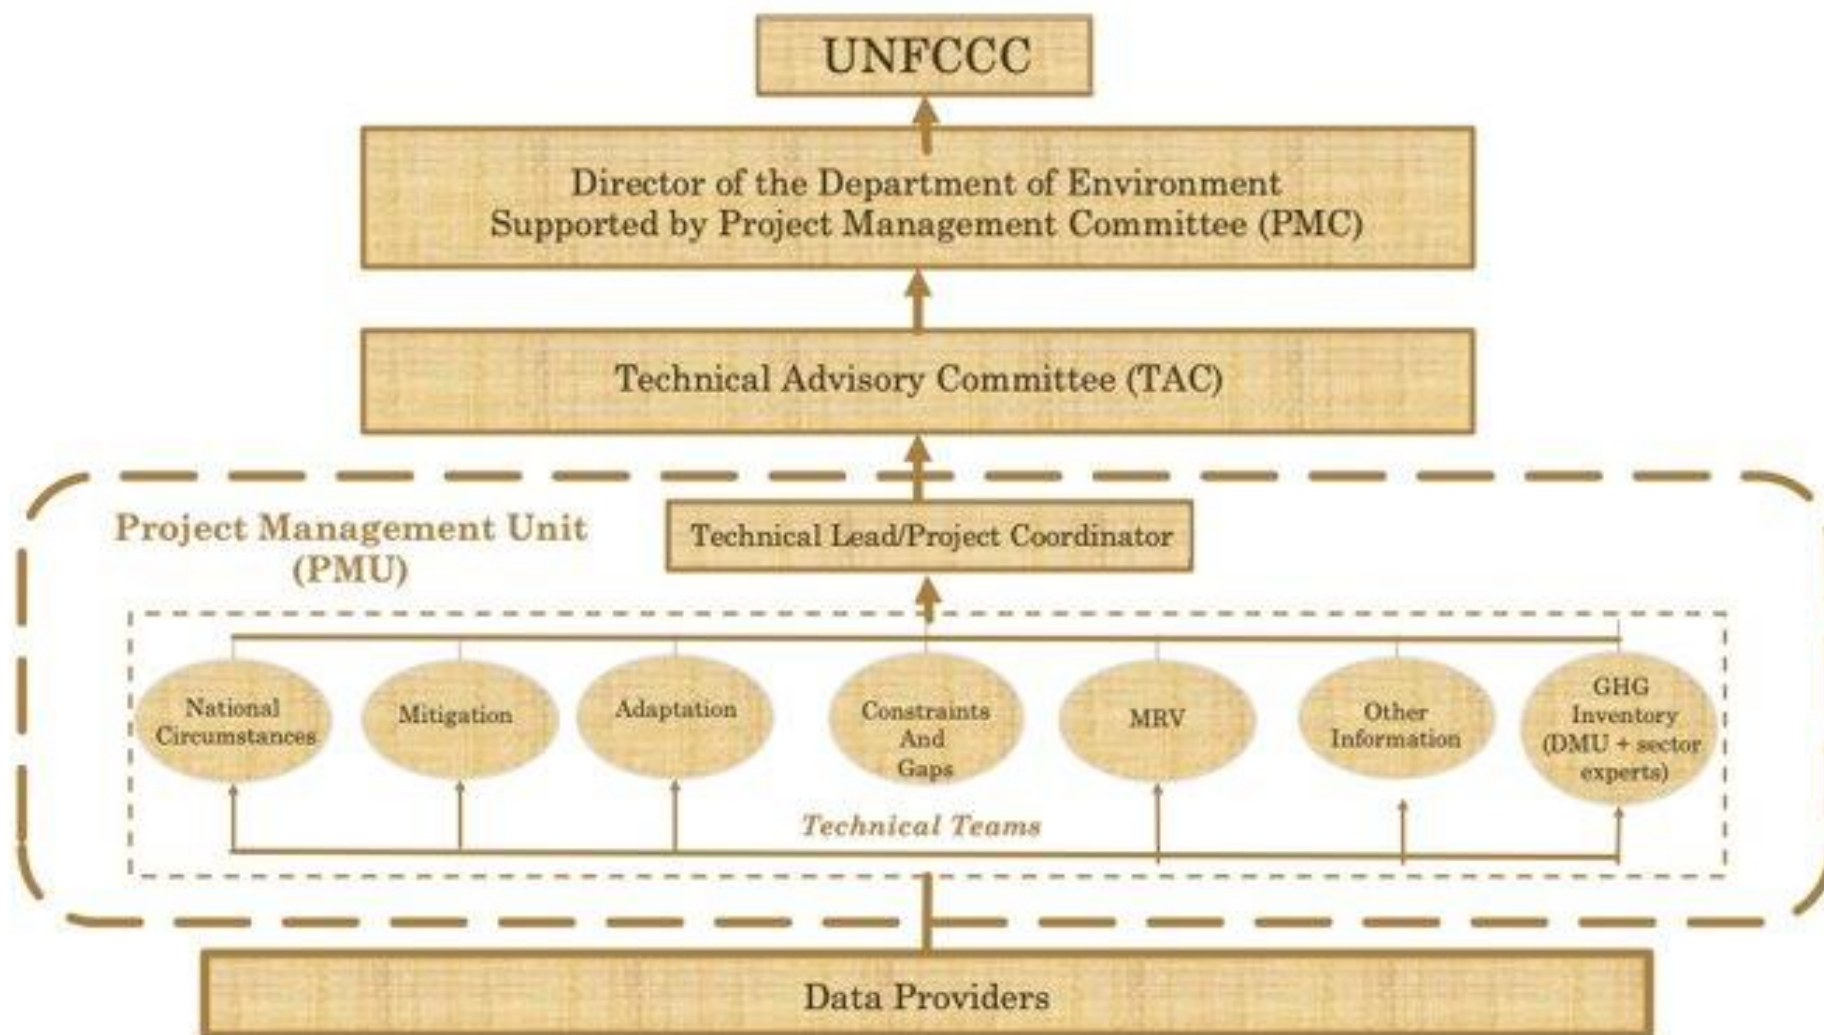 UNFCCC
Director of the Department of Environment
Supported by Project Management Committee (PMC)
Technical Advisory Committee (TAC)
Project Management Unit
(PMU)
Technical Lead/Project Coordinator
National
Circumstances
Mitigation
Adaptation
Constraints
And
Gaps
MRV
Other
Information
GHG
Inventory
(DMU + sector
experts)
Technical Teams
Data Providers